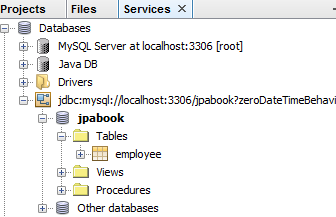 Projects Files Services
Databases
MySQL Server at localhost:3306 [root]
Java DB
Drivers
jdbc:mysql://localhost:3306/jpabook?zeroDateTimeBehavi
jpabook
Tables
employee
Views
Procedures
Other databases